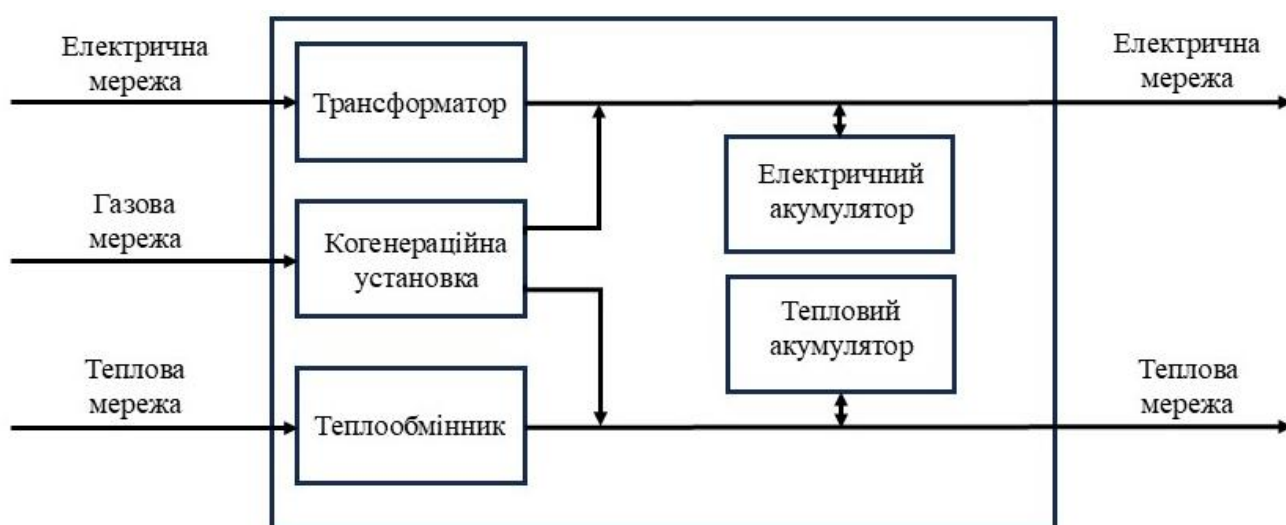 Електрична
мережа
Трансформатор
Електрична
мережа
Електричний
акумулятор
Газова
мережа
Когенераційна
установка
Тепловий
акумулятор
Теплова
мережа
Теплообмінник
Теплова
мережа